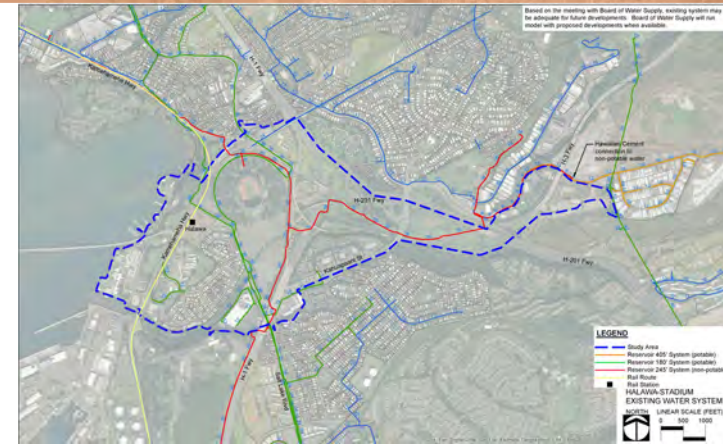 Based on the meeting with Board of Water Supply, existing system may
be adequate for future developments. Board of Water Supply will run
model with proposed developments when available.
Kamehameha Hwy
H-1 Fwy
H-3 Fwy
Hawaiian Cement
connection to
non-potable water
H-201 Fwy
Kamehameha Hwy
Halawa
Kahuapaani St
H-201 Fwy
H-1 Fwy
Salt Lake Blvd
LEGEND
Study Area
Reservoir 405' System (potable)
Reservoir 180' System (potable)
Reservoir 245' System (non-potable)
Rail Route
Rail Station
HALAWA-STADIUM
EXISTING WATER SYSTEM
NORTH LINEAR SCALE (FEET)
0 500 1000